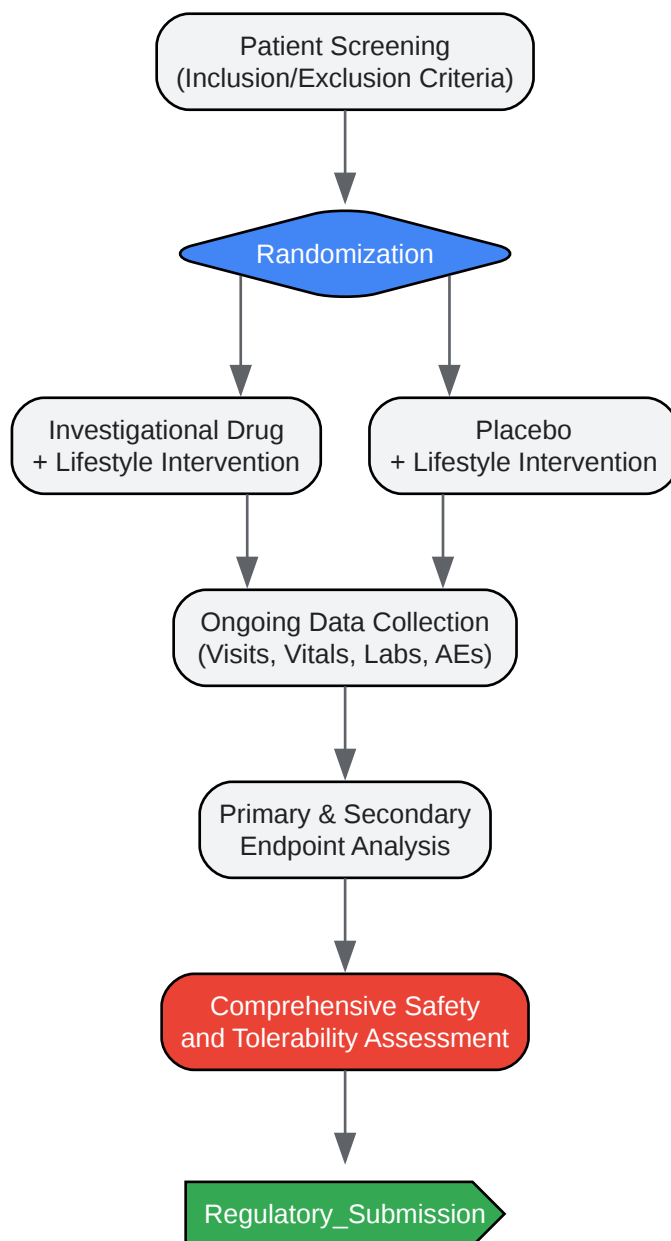 Patient Screening
(Inclusion/Exclusion Criteria)
Randomization
Investigational Drug
+ Lifestyle Intervention
Placebo
+ Lifestyle Intervention
Ongoing Data Collection
(Visits, Vitals, Labs, AEs)
Primary & Secondary
Endpoint Analysis
Comprehensive Safety
and Tolerability Assessment
Regulatory_Submission